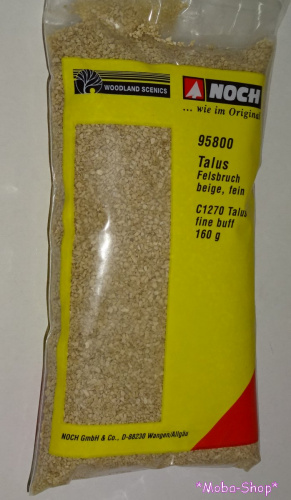 WOODLAND SCENICS
NOCH
... wie im Original
95800
Talus
Felsbruch
beige, fein
C1270 Talus
fine buff
160 g
NOCH GmbH & Co., D-88230 Wangen/Allgäu
*Moba-Shop*